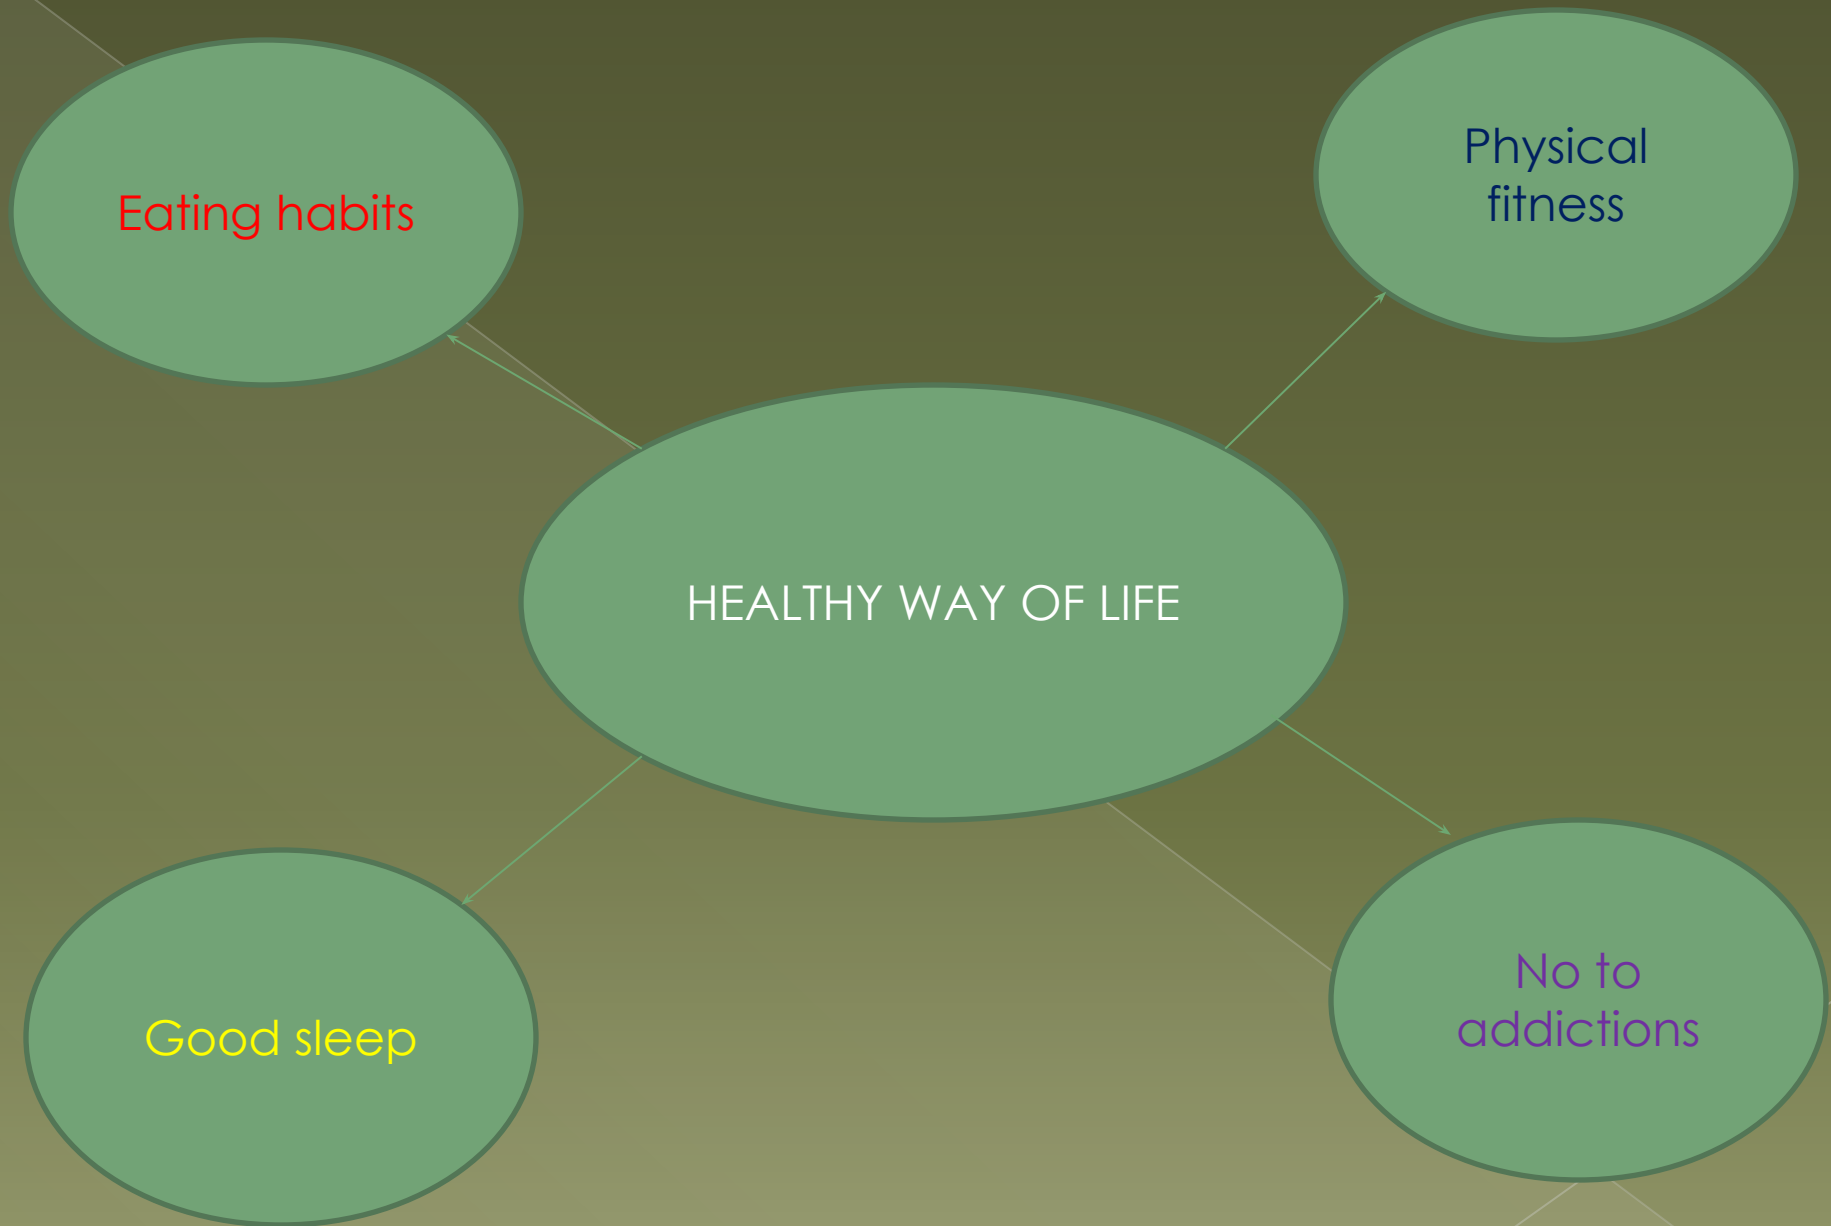 Eating habits
Physical
fitness
HEALTHY WAY OF LIFE
Good sleep
No to
addictions